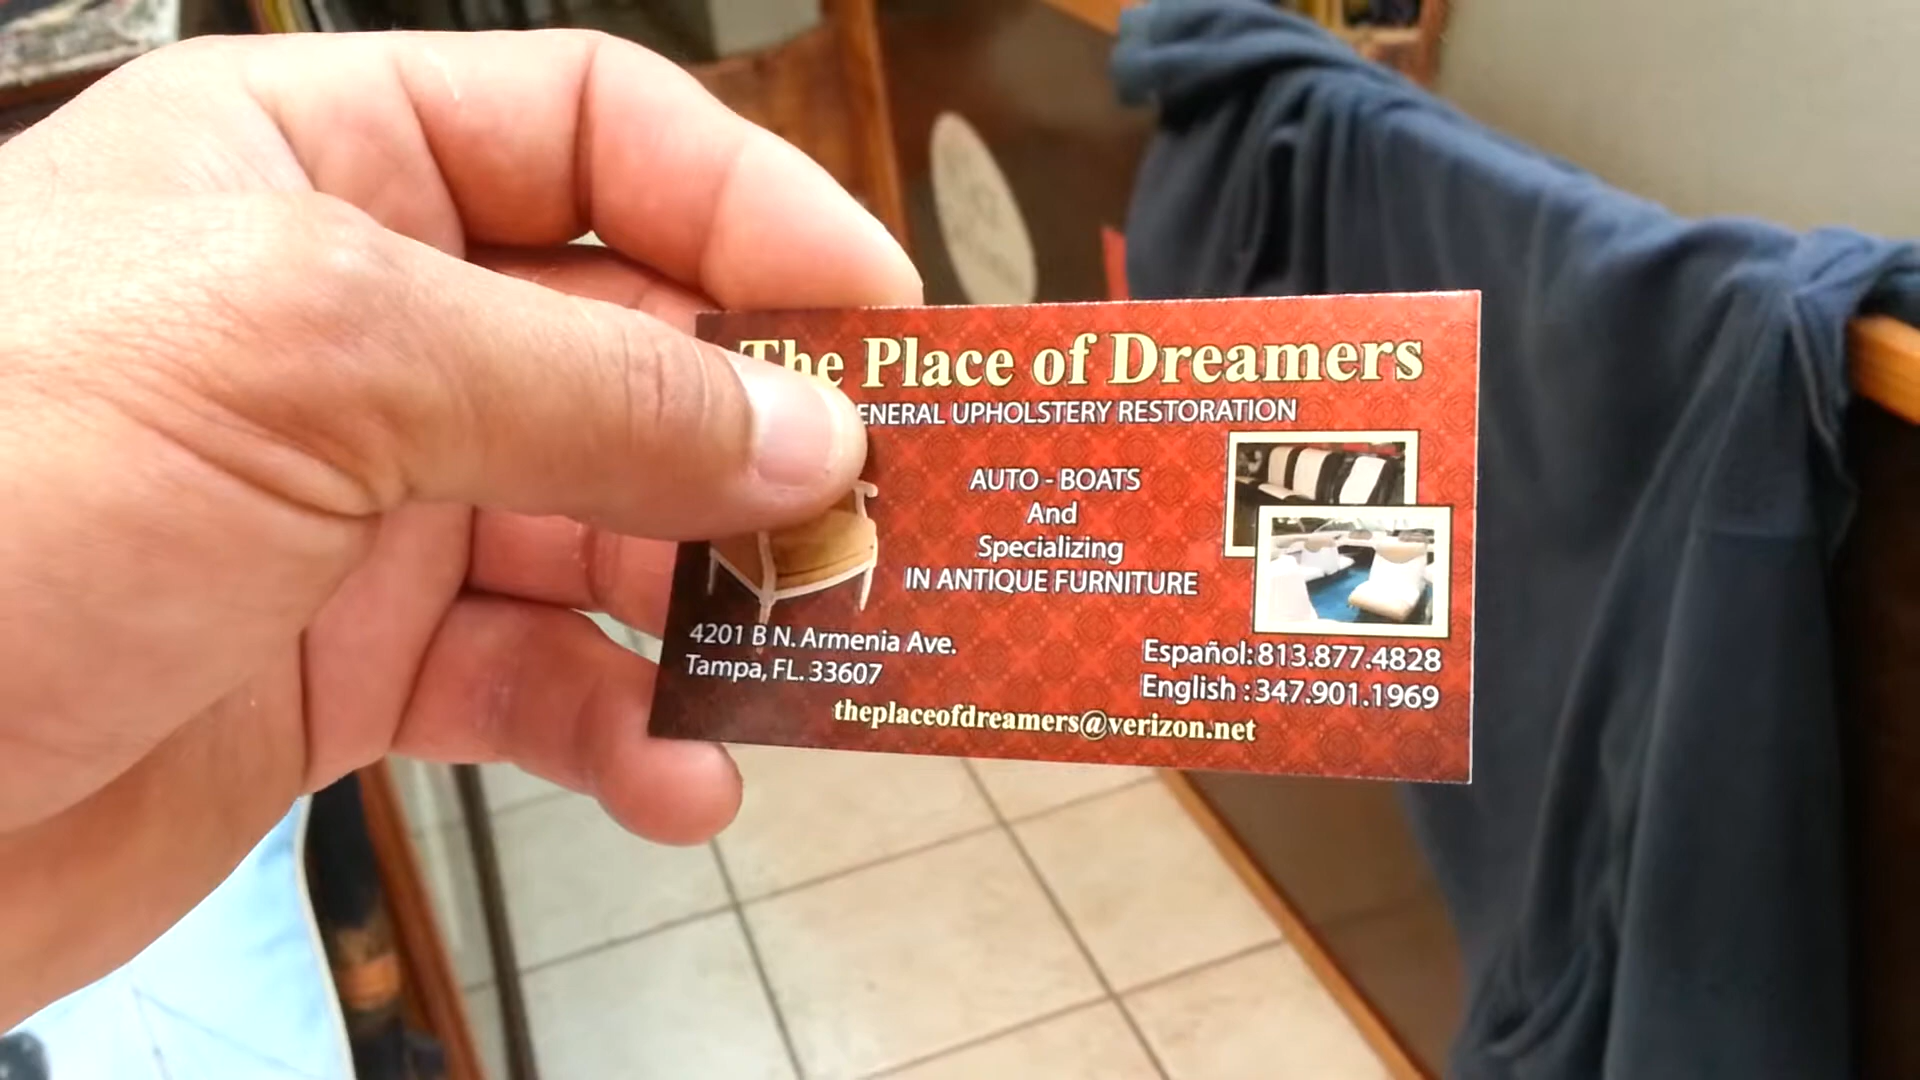 The Place of Dreamers
ENERAL UPHOLSTERY RESTORATION
AUTO - BOATS
And
Specializing
IN ANTIQUE FURNITURE
4201 B N. Armenia Ave.
Tampa, FL. 33607
Español: 813.877.4828
English : 347.901.1969
theplaceofdreamers@verizon.net